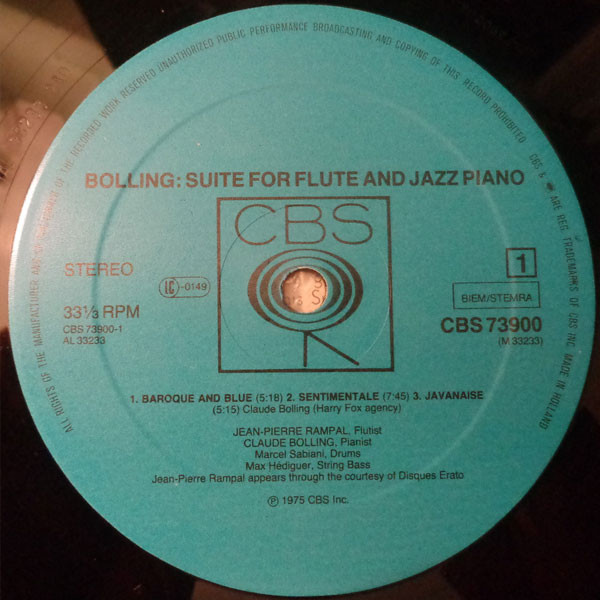 ALL RIGHTS OF THE MANUFACTURER AND OF THE OWNER OF THE RECORDED WORK RESERVED UNAUTHORIZED PUBLIC PERFORMANCE BROADCASTING AND COPYING OF THIS RECORD PROHIBITED
CBS & ARE REG TRADEMARKS OF CBS INC MADE IN HOLLAND
BOLLING: SUITE FOR FLUTE AND JAZZ PIANO
CBS
STEREO
LC-0149
1
33⅓ RPM
BIEM/STEMRA
CBS 73900-1
CBS 73900
AL 33233
(M 33233)
1. BAROQUE AND BLUE (5:18) 2. SENTIMENTALE (7:45) 3. JAVANAISE
(5:15) Claude Bolling (Harry Fox agency)
JEAN-PIERRE RAMPAL, Flutist
CLAUDE BOLLING, Pianist
Marcel Sabiani, Drums
Max Hédiguer, String Bass
Jean-Pierre Rampal appears through the courtesy of Disques Erato
℗ 1975 CBS Inc.